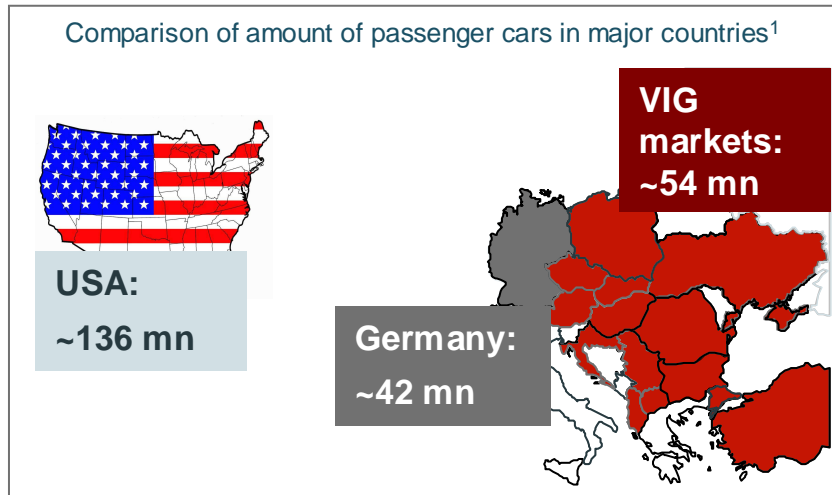 Comparison of amount of passenger cars in major countries¹
VIG
markets:
~54 mn
USA:
~136 mn
Germany:
~42 mn